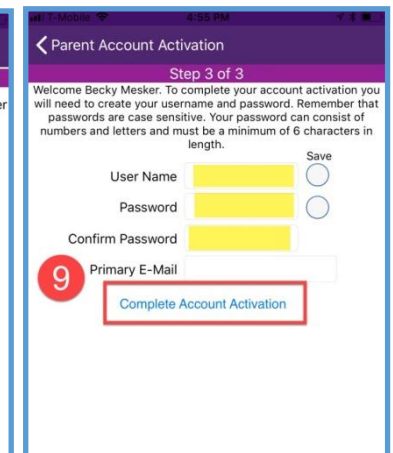 T-Mobile 4:55 PM
Parent Account Activation
Step 3 of 3
er
Welcome Becky Mesker. To complete your account activation you
will need to create your username and password. Remember that
passwords are case sensitive. Your password can consist of
numbers and letters and must be a minimum of 6 characters in
length.
Save
User Name
Password
Confirm Password
Primary E-Mail
9
Complete Account Activation